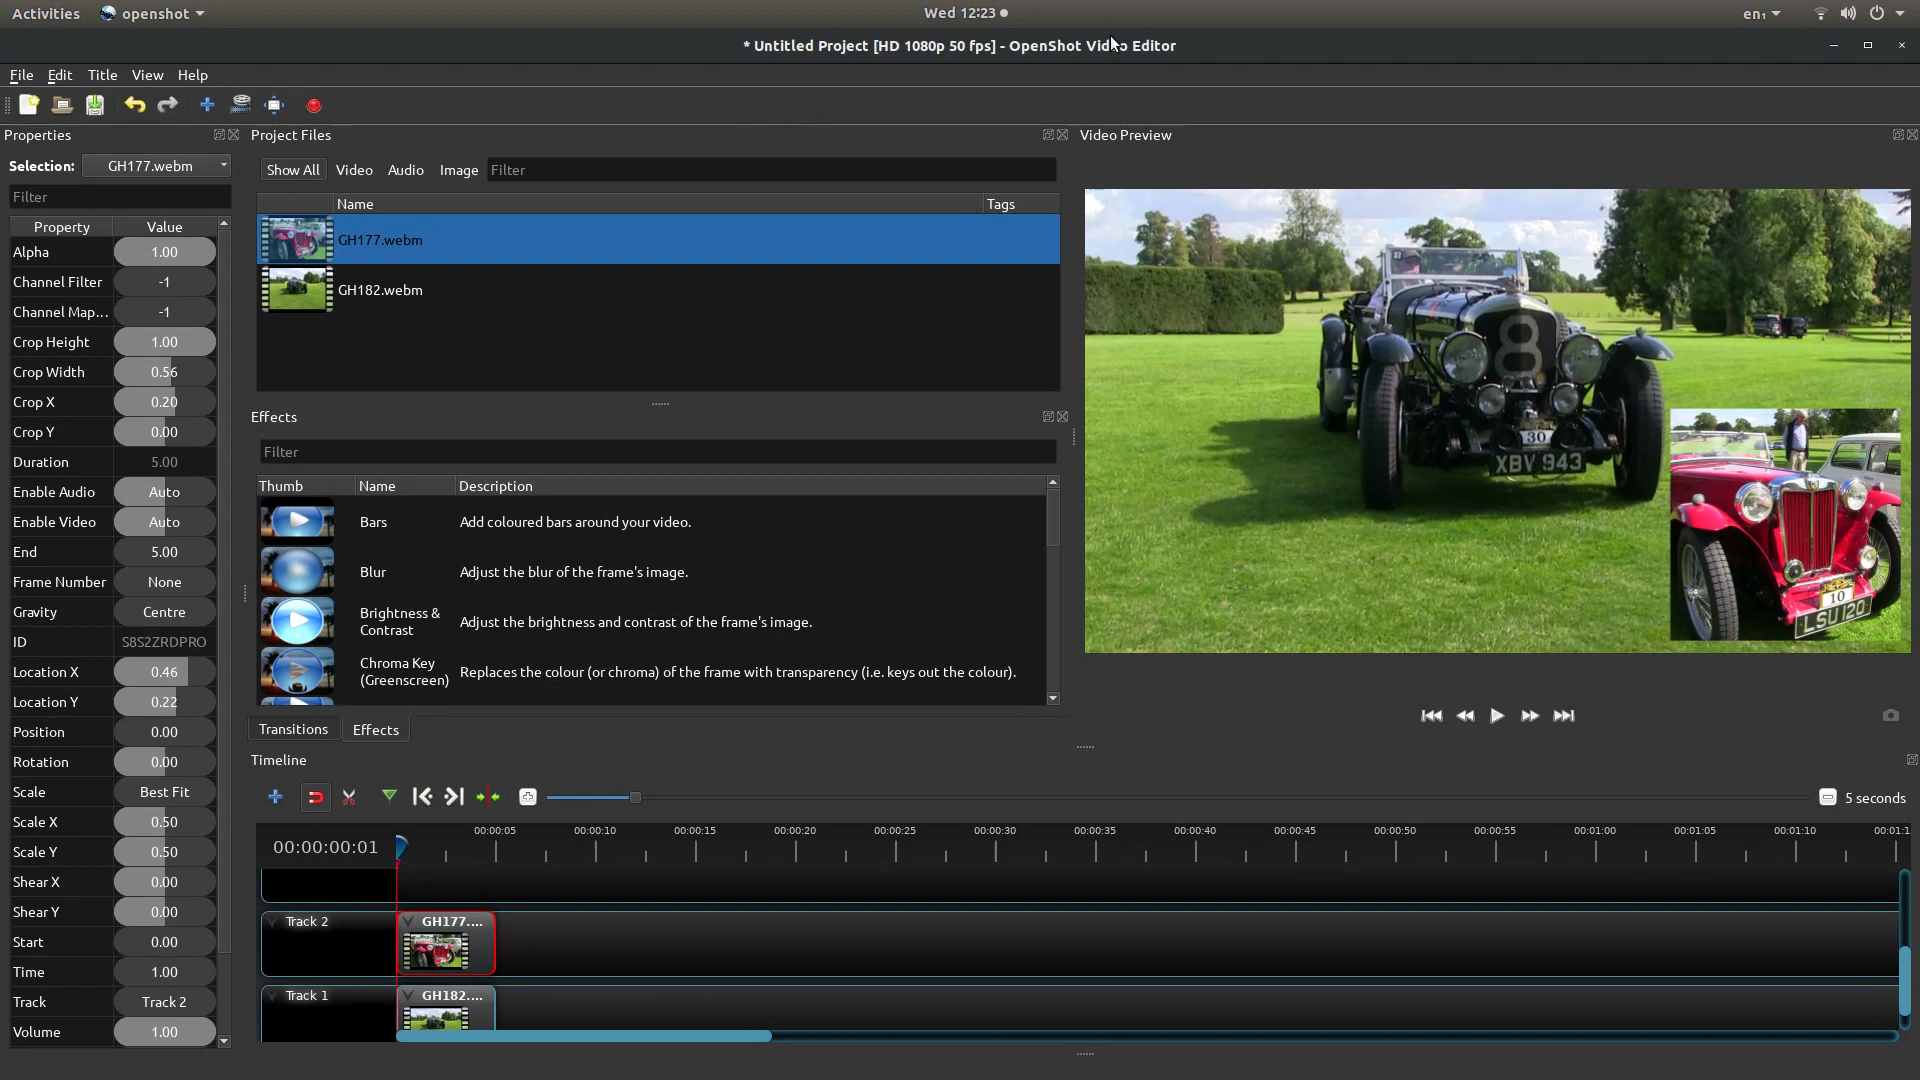 Activities openshot Wed 12:23 en₁
* Untitled Project [HD 1080p 50 fps] - OpenShot Video Editor
File Edit Title View Help
Properties
Selection: GH177.webm
Filter
Property Value
Alpha 1.00
Channel Filter -1
Channel Map... -1
Crop Height 1.00
Crop Width 0.56
Crop X 0.20
Crop Y 0.00
Duration 5.00
Enable Audio Auto
Enable Video Auto
End 5.00
Frame Number None
Gravity Centre
ID S8S2ZRDPRO
Location X 0.46
Location Y 0.22
Position 0.00
Rotation 0.00
Scale Best Fit
Scale X 0.50
Scale Y 0.50
Shear X 0.00
Shear Y 0.00
Start 0.00
Time 1.00
Track Track 2
Volume 1.00
Project Files
Show All Video Audio Image Filter
Name Tags
GH177.webm
GH182.webm
Effects
Filter
Thumb Name Description
Bars Add coloured bars around your video.
Blur Adjust the blur of the frame's image.
Brightness & Contrast Adjust the brightness and contrast of the frame's image.
Chroma Key (Greenscreen) Replaces the colour (or chroma) of the frame with transparency (i.e. keys out the colour).
Transitions Effects
Video Preview
8
30
XBV 943
10
LSU 120
Timeline
5 seconds
00:00:00:01
00:00:05 00:00:10 00:00:15 00:00:20 00:00:25 00:00:30 00:00:35 00:00:40 00:00:45 00:00:50 00:00:55 00:01:00 00:01:05 00:01:10 00:01:1
Track 2 GH177....
Track 1 GH182....